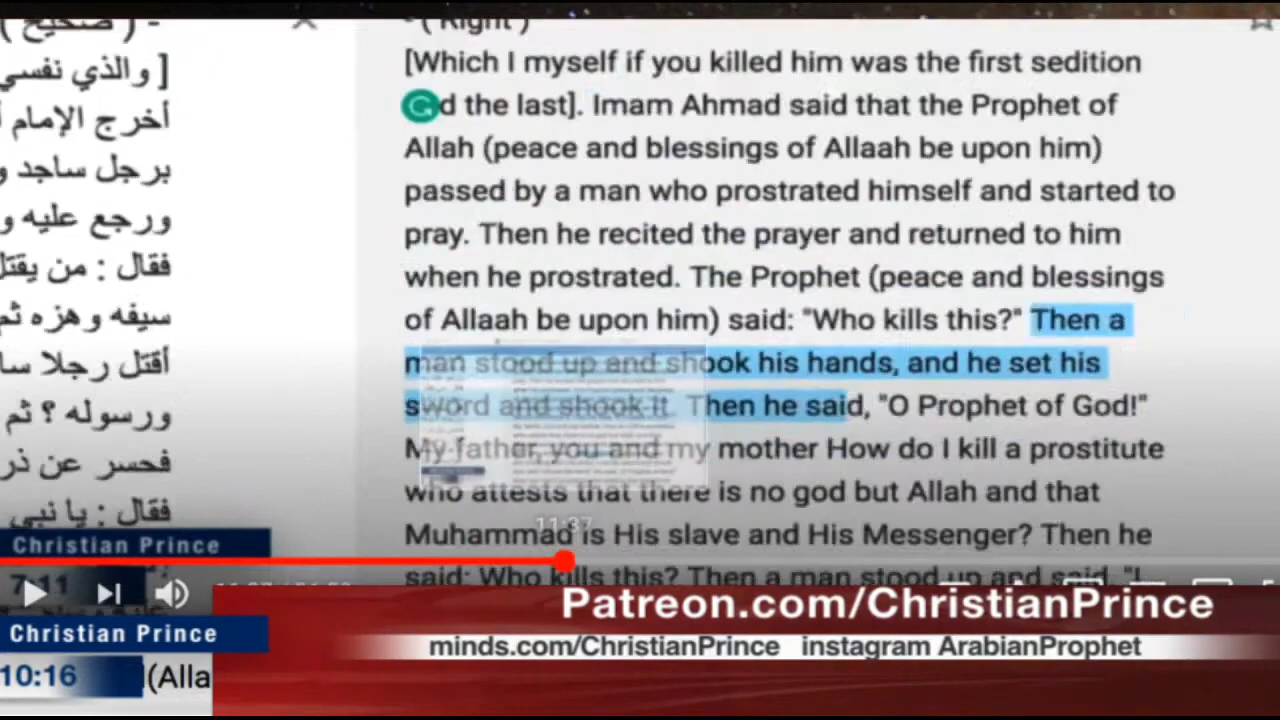 - ( صحيح )
[ والذي نفسي
أخرج الإمام
برجل ساجد و
ورجع عليه و
فقال : من يقتل
سيفه وهزه ثم
أقتل رجلا سا
ورسوله ؟ ثم
فحسر عن ذر
فقال : يا نبي
- ( Right )
[Which I myself if you killed him was the first sedition
d the last]. Imam Ahmad said that the Prophet of
Allah (peace and blessings of Allaah be upon him)
passed by a man who prostrated himself and started to
pray. Then he recited the prayer and returned to him
when he prostrated. The Prophet (peace and blessings
of Allaah be upon him) said: "Who kills this?" Then a
man stood up and shook his hands, and he set his
sword and shook it. Then he said, "O Prophet of God!"
My father, you and my mother How do I kill a prostitute
who attests that there is no god but Allah and that
Muhammad is His slave and His Messenger? Then he
said: Who kills this? Then a man stood up and said, "I
11:37
Christian Prince
7:11
Christian Prince
10:16
(Alla
Patreon.com/ChristianPrince
minds.com/ChristianPrince instagram ArabianProphet